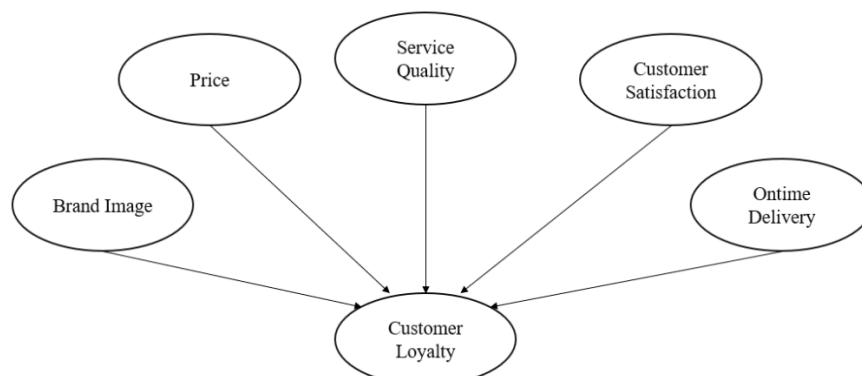 Service
Quality
Price
Customer
Satisfaction
Brand Image
Ontime
Delivery
Customer
Loyalty